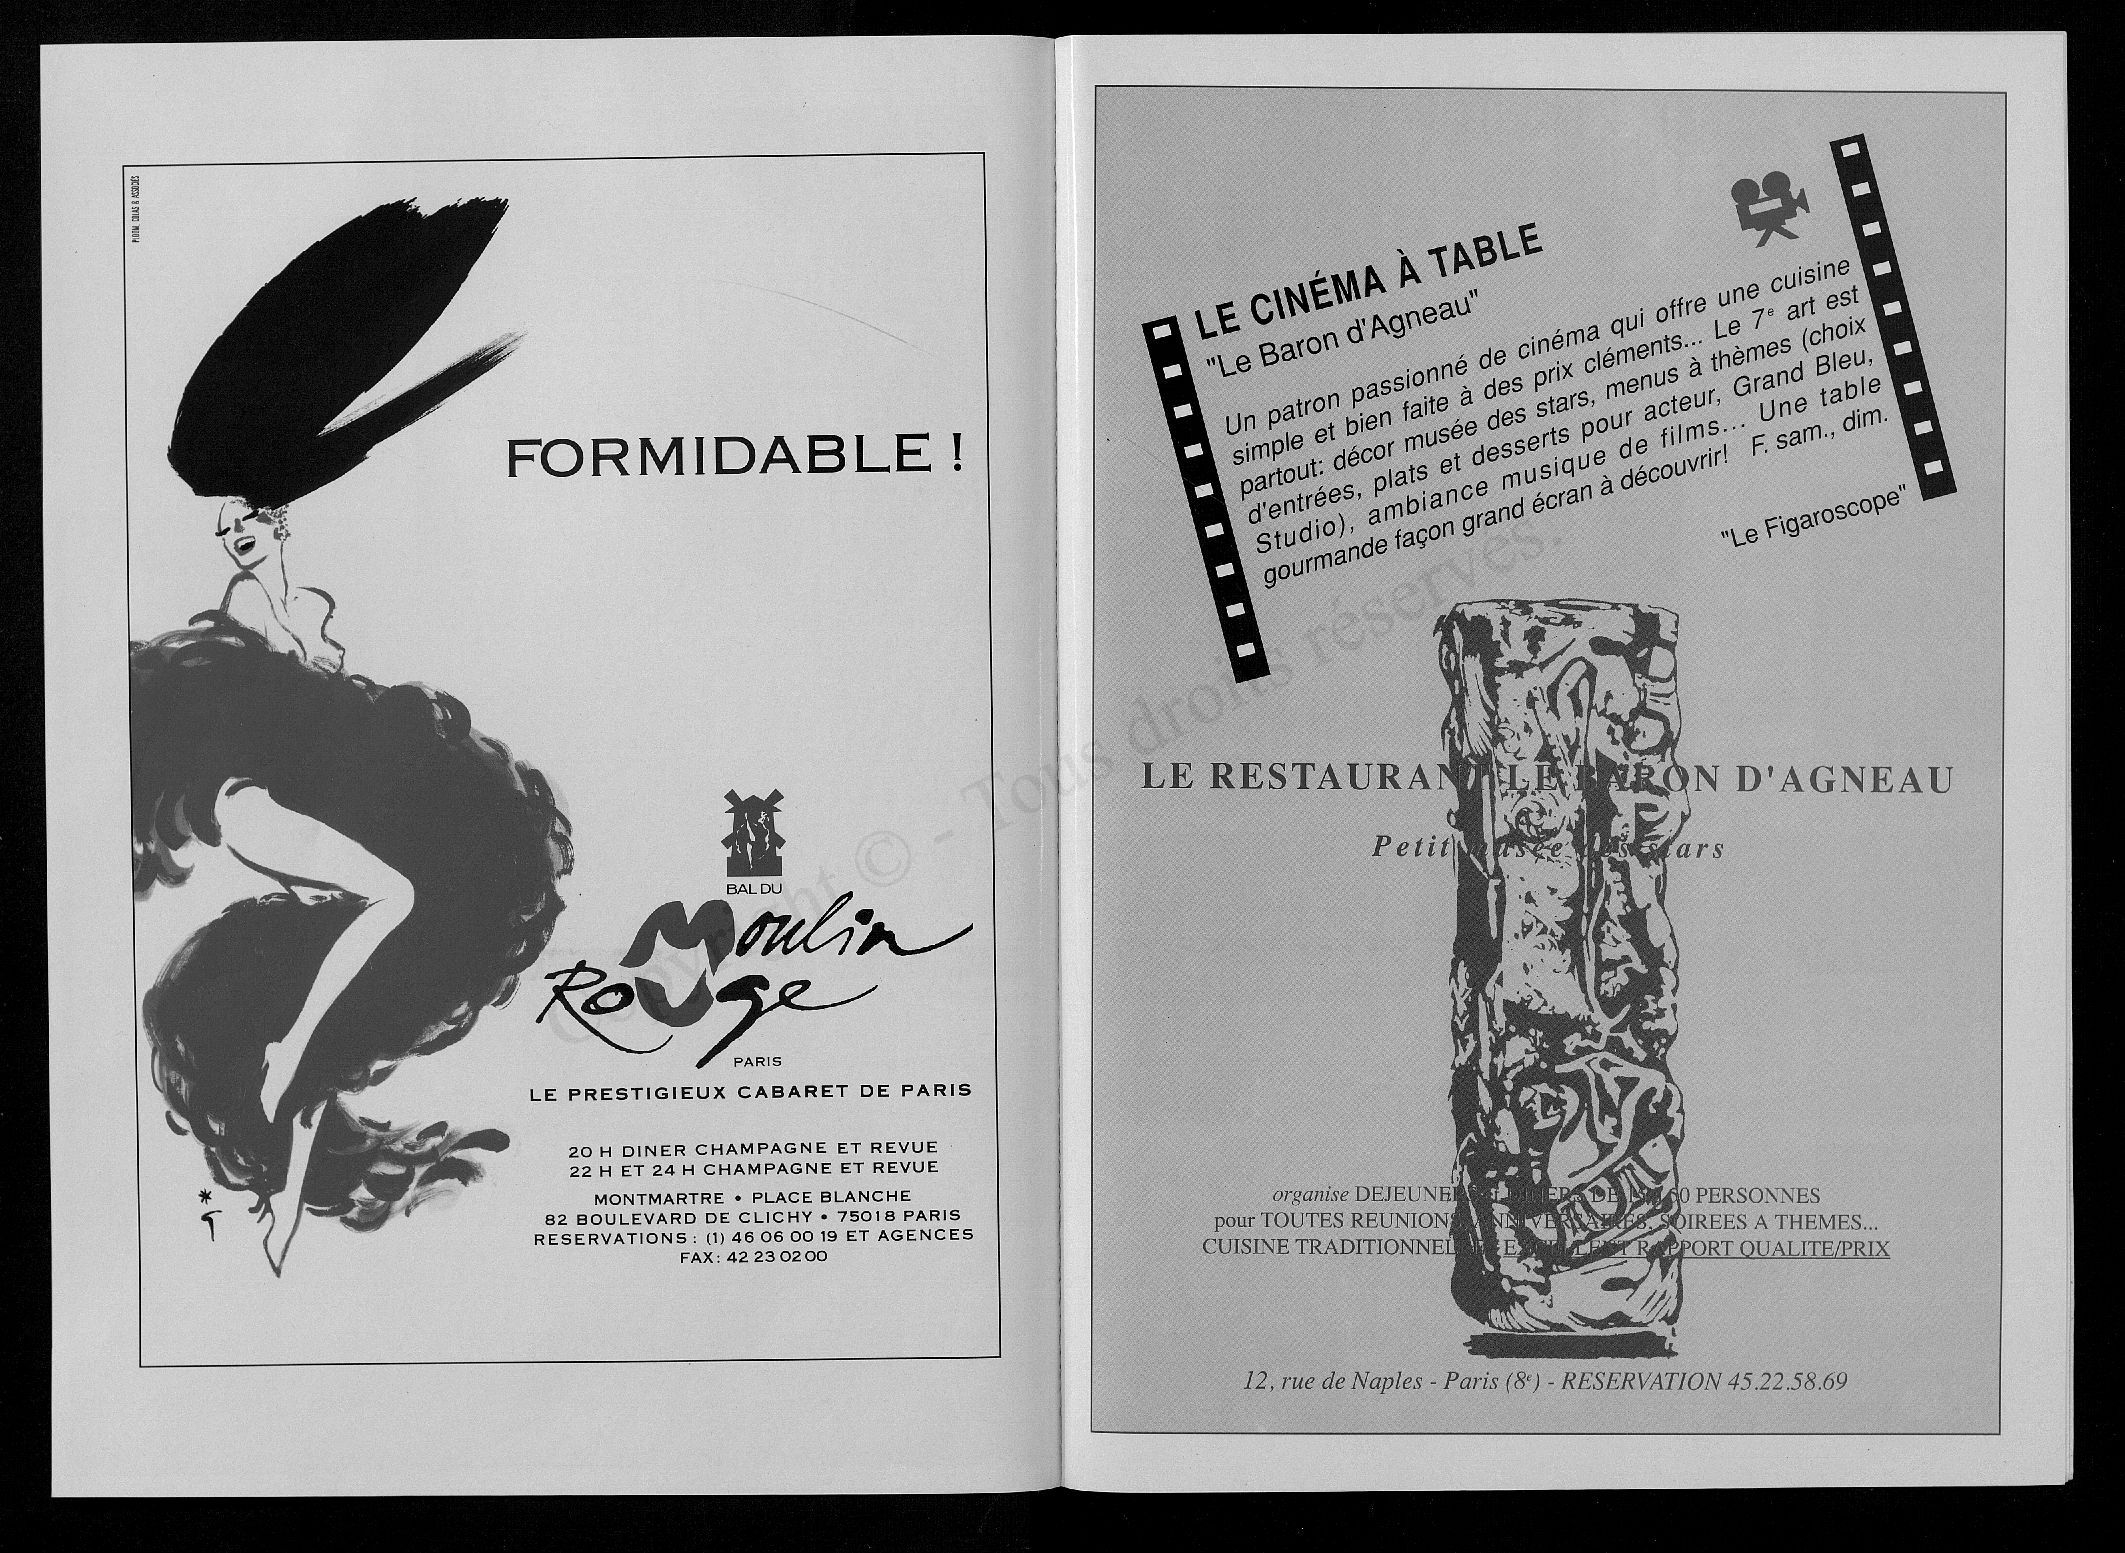 PLOTM. COLAS & ASSOCIÉS
FORMIDABLE !
BAL DU
Moulin
Rouge
PARIS
LE PRESTIGIEUX CABARET DE PARIS
20 H DINER CHAMPAGNE ET REVUE
22 H ET 24 H CHAMPAGNE ET REVUE
MONTMARTRE • PLACE BLANCHE
82 BOULEVARD DE CLICHY • 75018 PARIS
RESERVATIONS : (1) 46 06 00 19 ET AGENCES
FAX : 42 23 02 00
LE CINÉMA À TABLE
"Le Baron d'Agneau"
Un patron passionné de cinéma qui offre une cuisine
simple et bien faite à des prix cléments... Le 7e art est
partout: décor musée des stars, menus à thèmes (choix
d'entrées, plats et desserts pour acteur, Grand Bleu,
Studio), ambiance musique de films... Une table
gourmande façon grand écran à découvrir! F. sam., dim.
"Le Figaroscope"
LE RESTAURANT LE BARON D'AGNEAU
Petit musée des stars
organise DEJEUNERS et DINERS DE 60 PERSONNES
pour TOUTES REUNIONS, ANNIVERSAIRES, SOIREES A THEMES...
CUISINE TRADITIONNELLE EXCELLENT RAPPORT QUALITE/PRIX
12, rue de Naples - Paris (8e) - RESERVATION 45.22.58.69
Copyright © - Tous droits réservés.